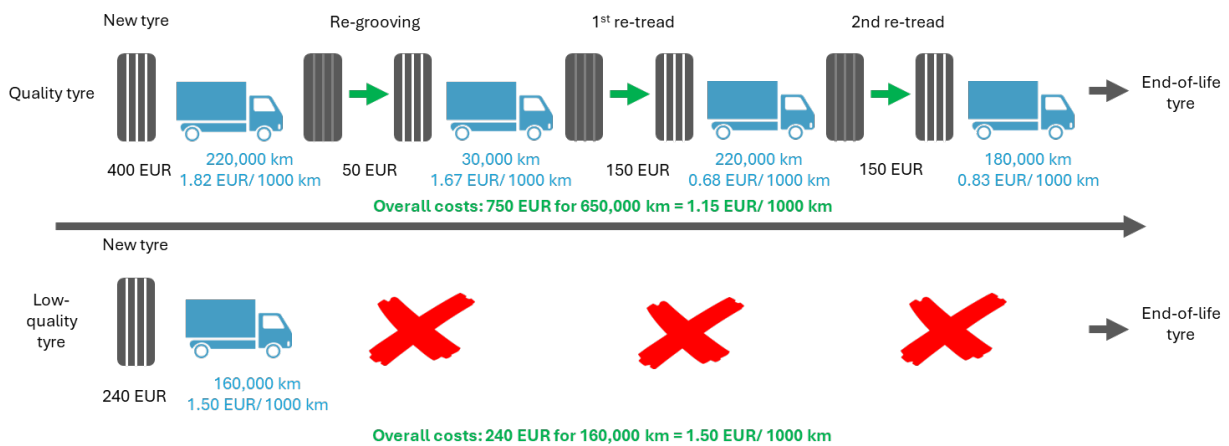 New tyre
Re-grooving
1st re-tread
2nd re-tread
Quality tyre
End-of-life
tyre
400 EUR
220,000 km
1.82 EUR/ 1000 km
50 EUR
30,000 km
1.67 EUR/ 1000 km
150 EUR
220,000 km
0.68 EUR/ 1000 km
150 EUR
180,000 km
0.83 EUR/ 1000 km
Overall costs: 750 EUR for 650,000 km = 1.15 EUR/ 1000 km
New tyre
Low-
quality
tyre
End-of-life
tyre
240 EUR
160,000 km
1.50 EUR/ 1000 km
Overall costs: 240 EUR for 160,000 km = 1.50 EUR/ 1000 km